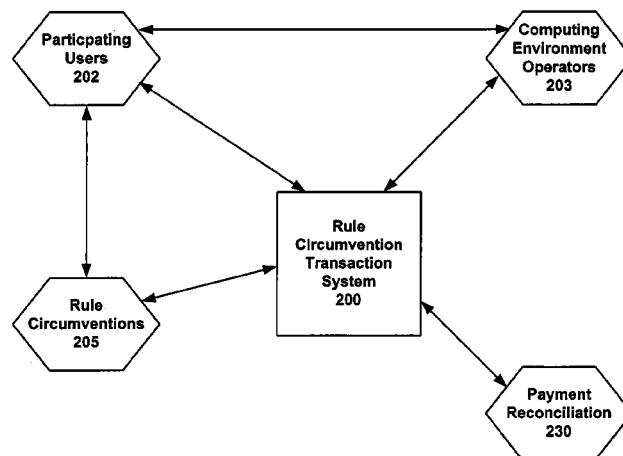 Particpating
Users
202
Computing
Environment
Operators
203
Rule
Circumvention
Transaction
System
200
Rule
Circumventions
205
Payment
Reconciliation
230